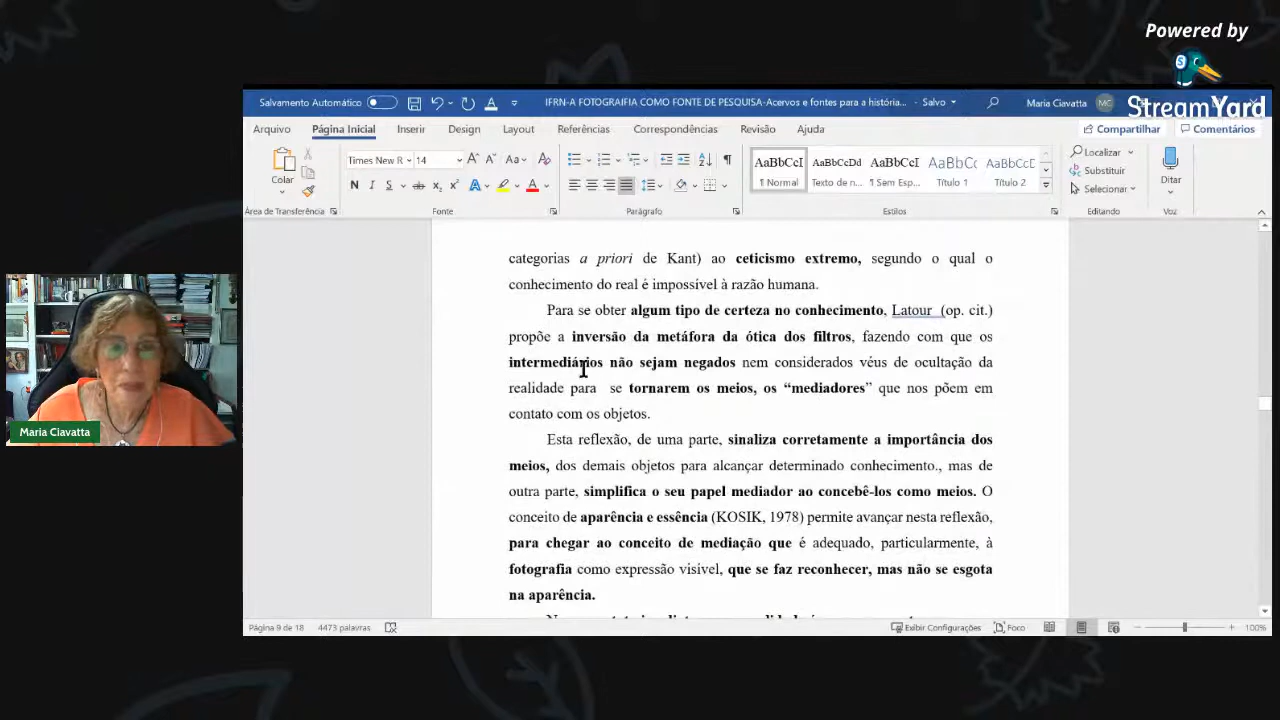 Powered by
StreamYard
Salvamento Automático
IFRN-A FOTOGRAIFIA COMO FONTE DE PESQUISA-Acervos e fontes para a história... - Salvo
Maria Ciavatta MC
Arquivo Página Inicial Inserir Design Layout Referências Correspondências Revisão Ajuda
Compartilhar Comentários
Colar
Times New R 14
AaBbCcI AaBbCcDd AaBbCcI AaBbCc AaBbCcE
¶ Normal Texto de n... ¶ Sem Esp... Título 1 Título 2
Localizar
Substituir
Selecionar
Ditar
Área de Transferência Fonte Parágrafo Estilos Editando Voz
categorias a priori de Kant) ao ceticismo extremo, segundo o qual o
conhecimento do real é impossível à razão humana.
Para se obter algum tipo de certeza no conhecimento, Latour (op. cit.)
propõe a inversão da metáfora da ótica dos filtros, fazendo com que os
intermediários não sejam negados nem considerados véus de ocultação da
realidade para se tornarem os meios, os “mediadores” que nos põem em
contato com os objetos.
Esta reflexão, de uma parte, sinaliza corretamente a importância dos
meios, dos demais objetos para alcançar determinado conhecimento., mas de
outra parte, simplifica o seu papel mediador ao concebê-los como meios. O
conceito de aparência e essência (KOSIK, 1978) permite avançar nesta reflexão,
para chegar ao conceito de mediação que é adequado, particularmente, à
fotografia como expressão visível, que se faz reconhecer, mas não se esgota
na aparência.
Página 9 de 18 4473 palavras
Exibir Configurações Foco 100%
Maria Ciavatta